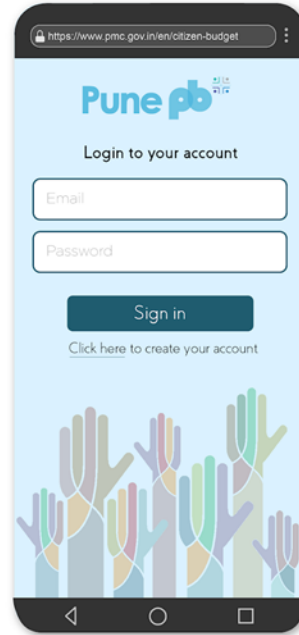 https://www.pmc.gov.in/en/citizen-budget
Pune pb
Login to your account
Email
Password
Sign in
Click here to create your account